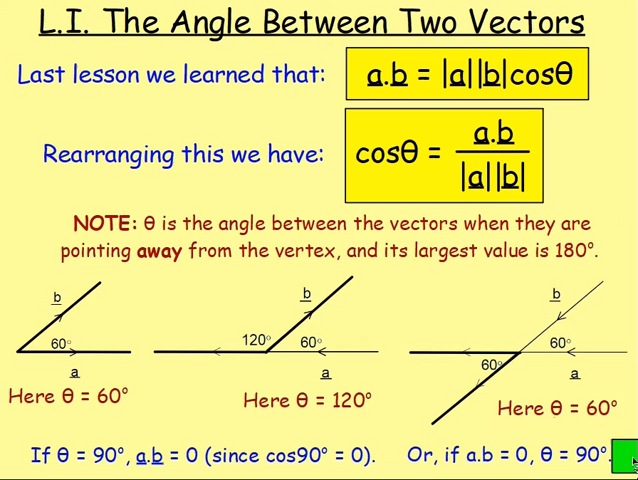 L.I. The Angle Between Two Vectors
Last lesson we learned that: a.b = |a||b|cosθ
Rearranging this we have: cosθ = a.b / |a||b|
NOTE: θ is the angle between the vectors when they are
pointing away from the vertex, and its largest value is 180°.
b
60°
a
Here θ = 60°
b
120° 60°
a
Here θ = 120°
b
60°
60°
a
Here θ = 60°
If θ = 90°, a.b = 0 (since cos90° = 0). Or, if a.b = 0, θ = 90°.